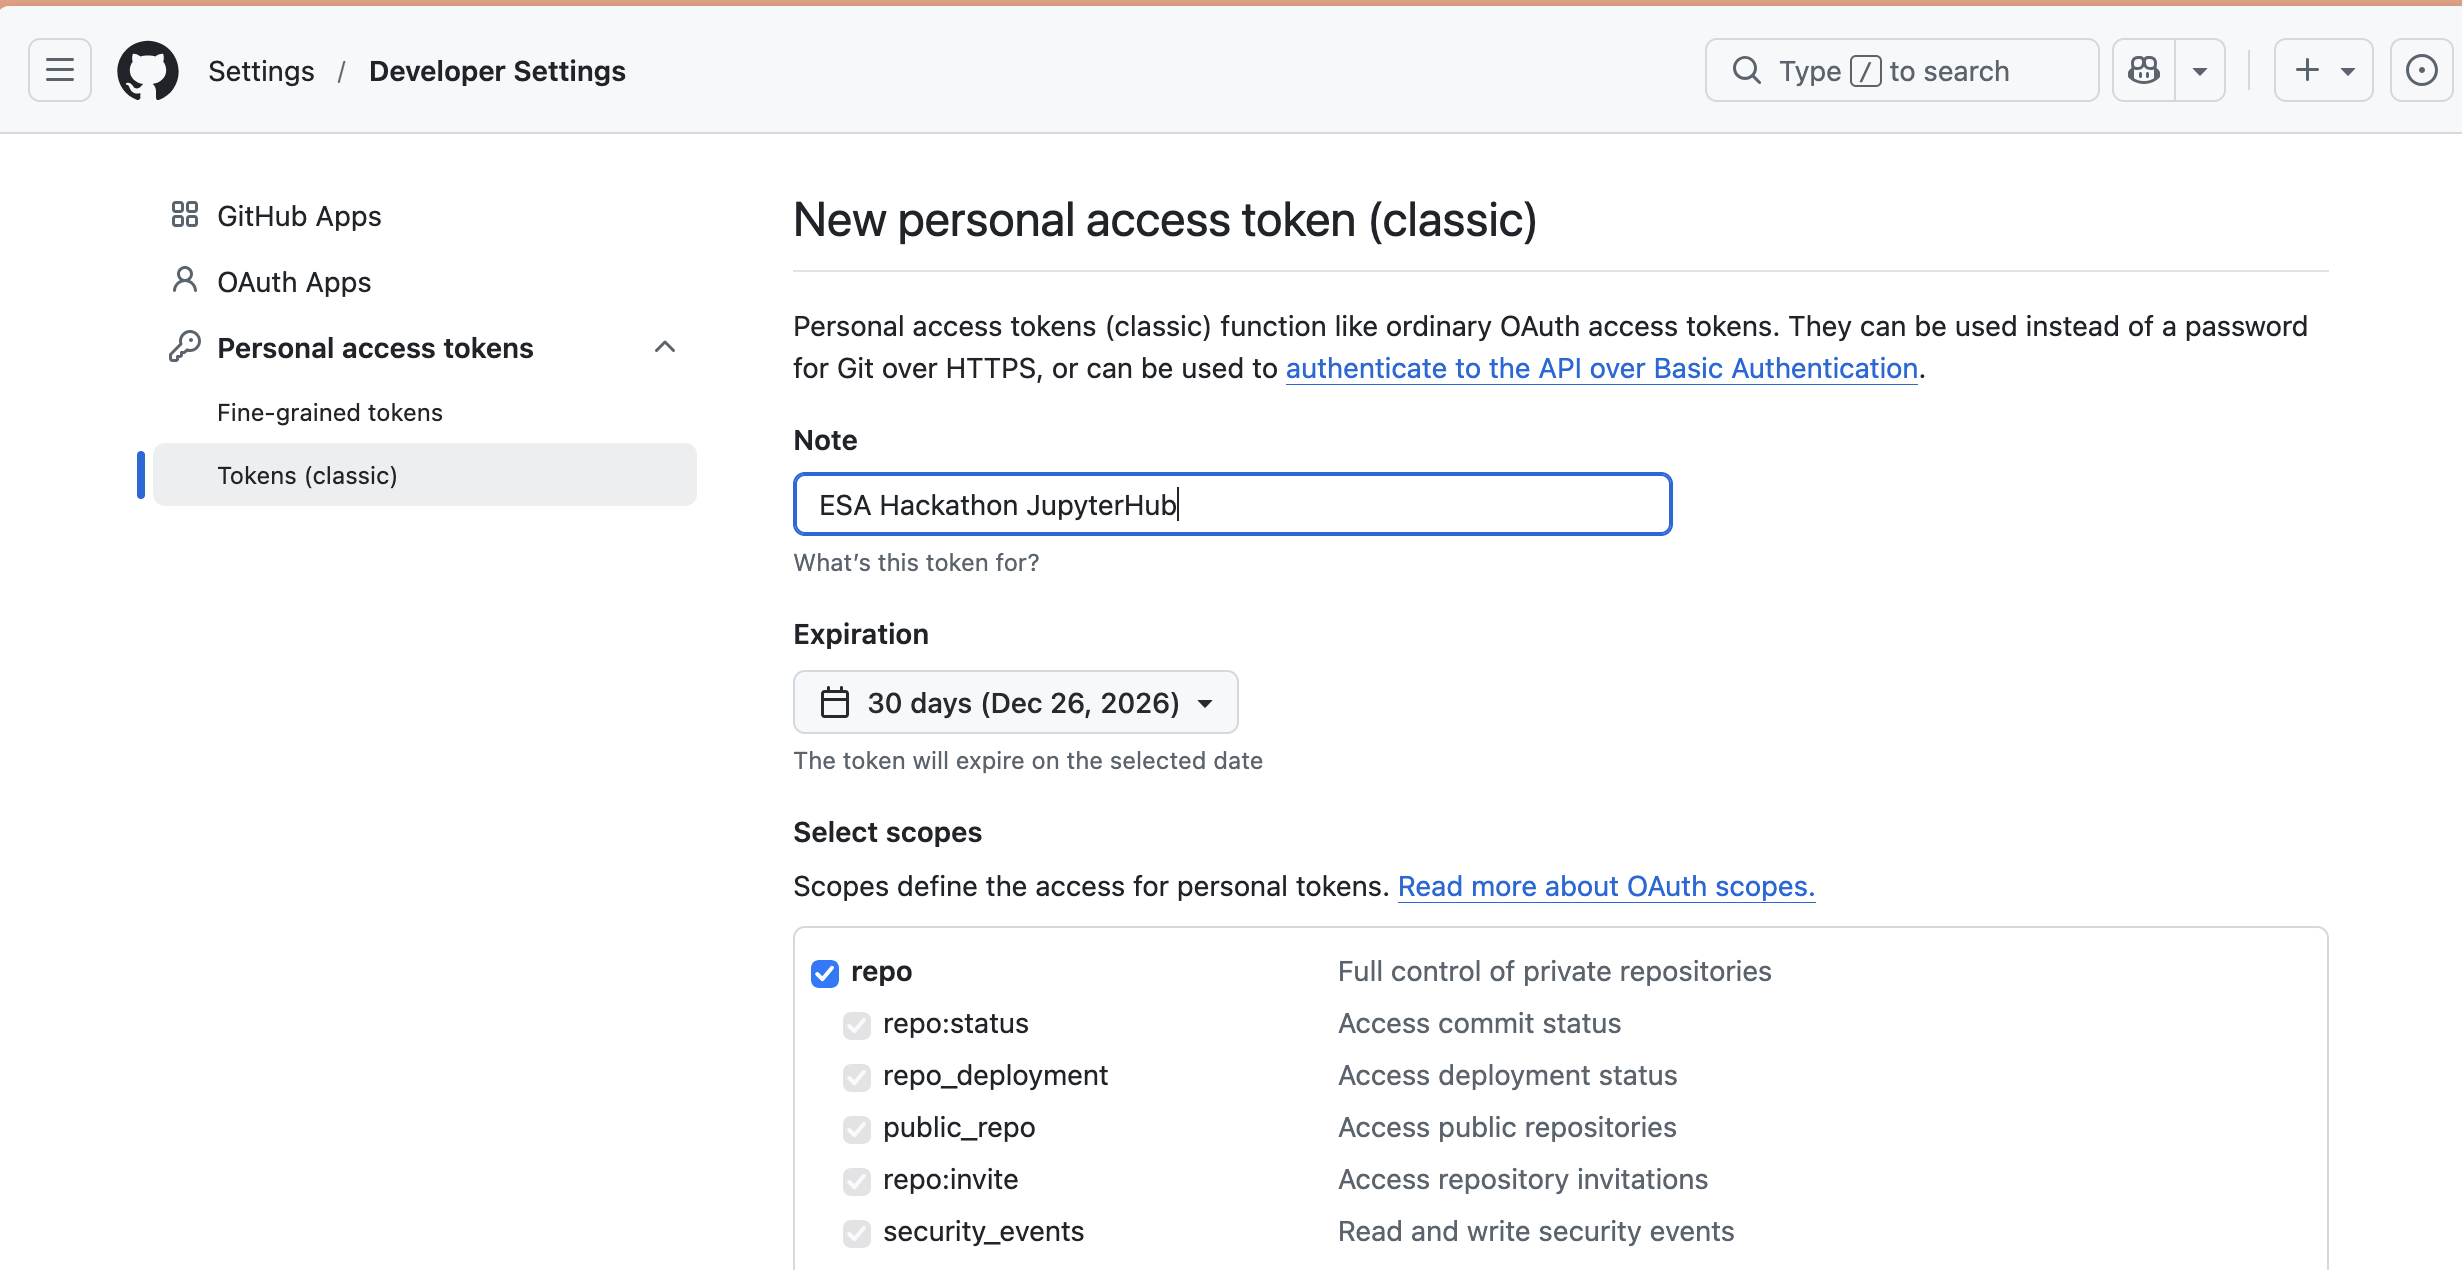 Settings / Developer Settings
Type / to search
GitHub Apps
OAuth Apps
Personal access tokens
Fine-grained tokens
Tokens (classic)
New personal access token (classic)
Personal access tokens (classic) function like ordinary OAuth access tokens. They can be used instead of a password
for Git over HTTPS, or can be used to authenticate to the API over Basic Authentication.
Note
ESA Hackathon JupyterHub
What’s this token for?
Expiration
30 days (Dec 26, 2026)
The token will expire on the selected date
Select scopes
Scopes define the access for personal tokens. Read more about OAuth scopes.
repo Full control of private repositories
repo:status Access commit status
repo_deployment Access deployment status
public_repo Access public repositories
repo:invite Access repository invitations
security_events Read and write security events